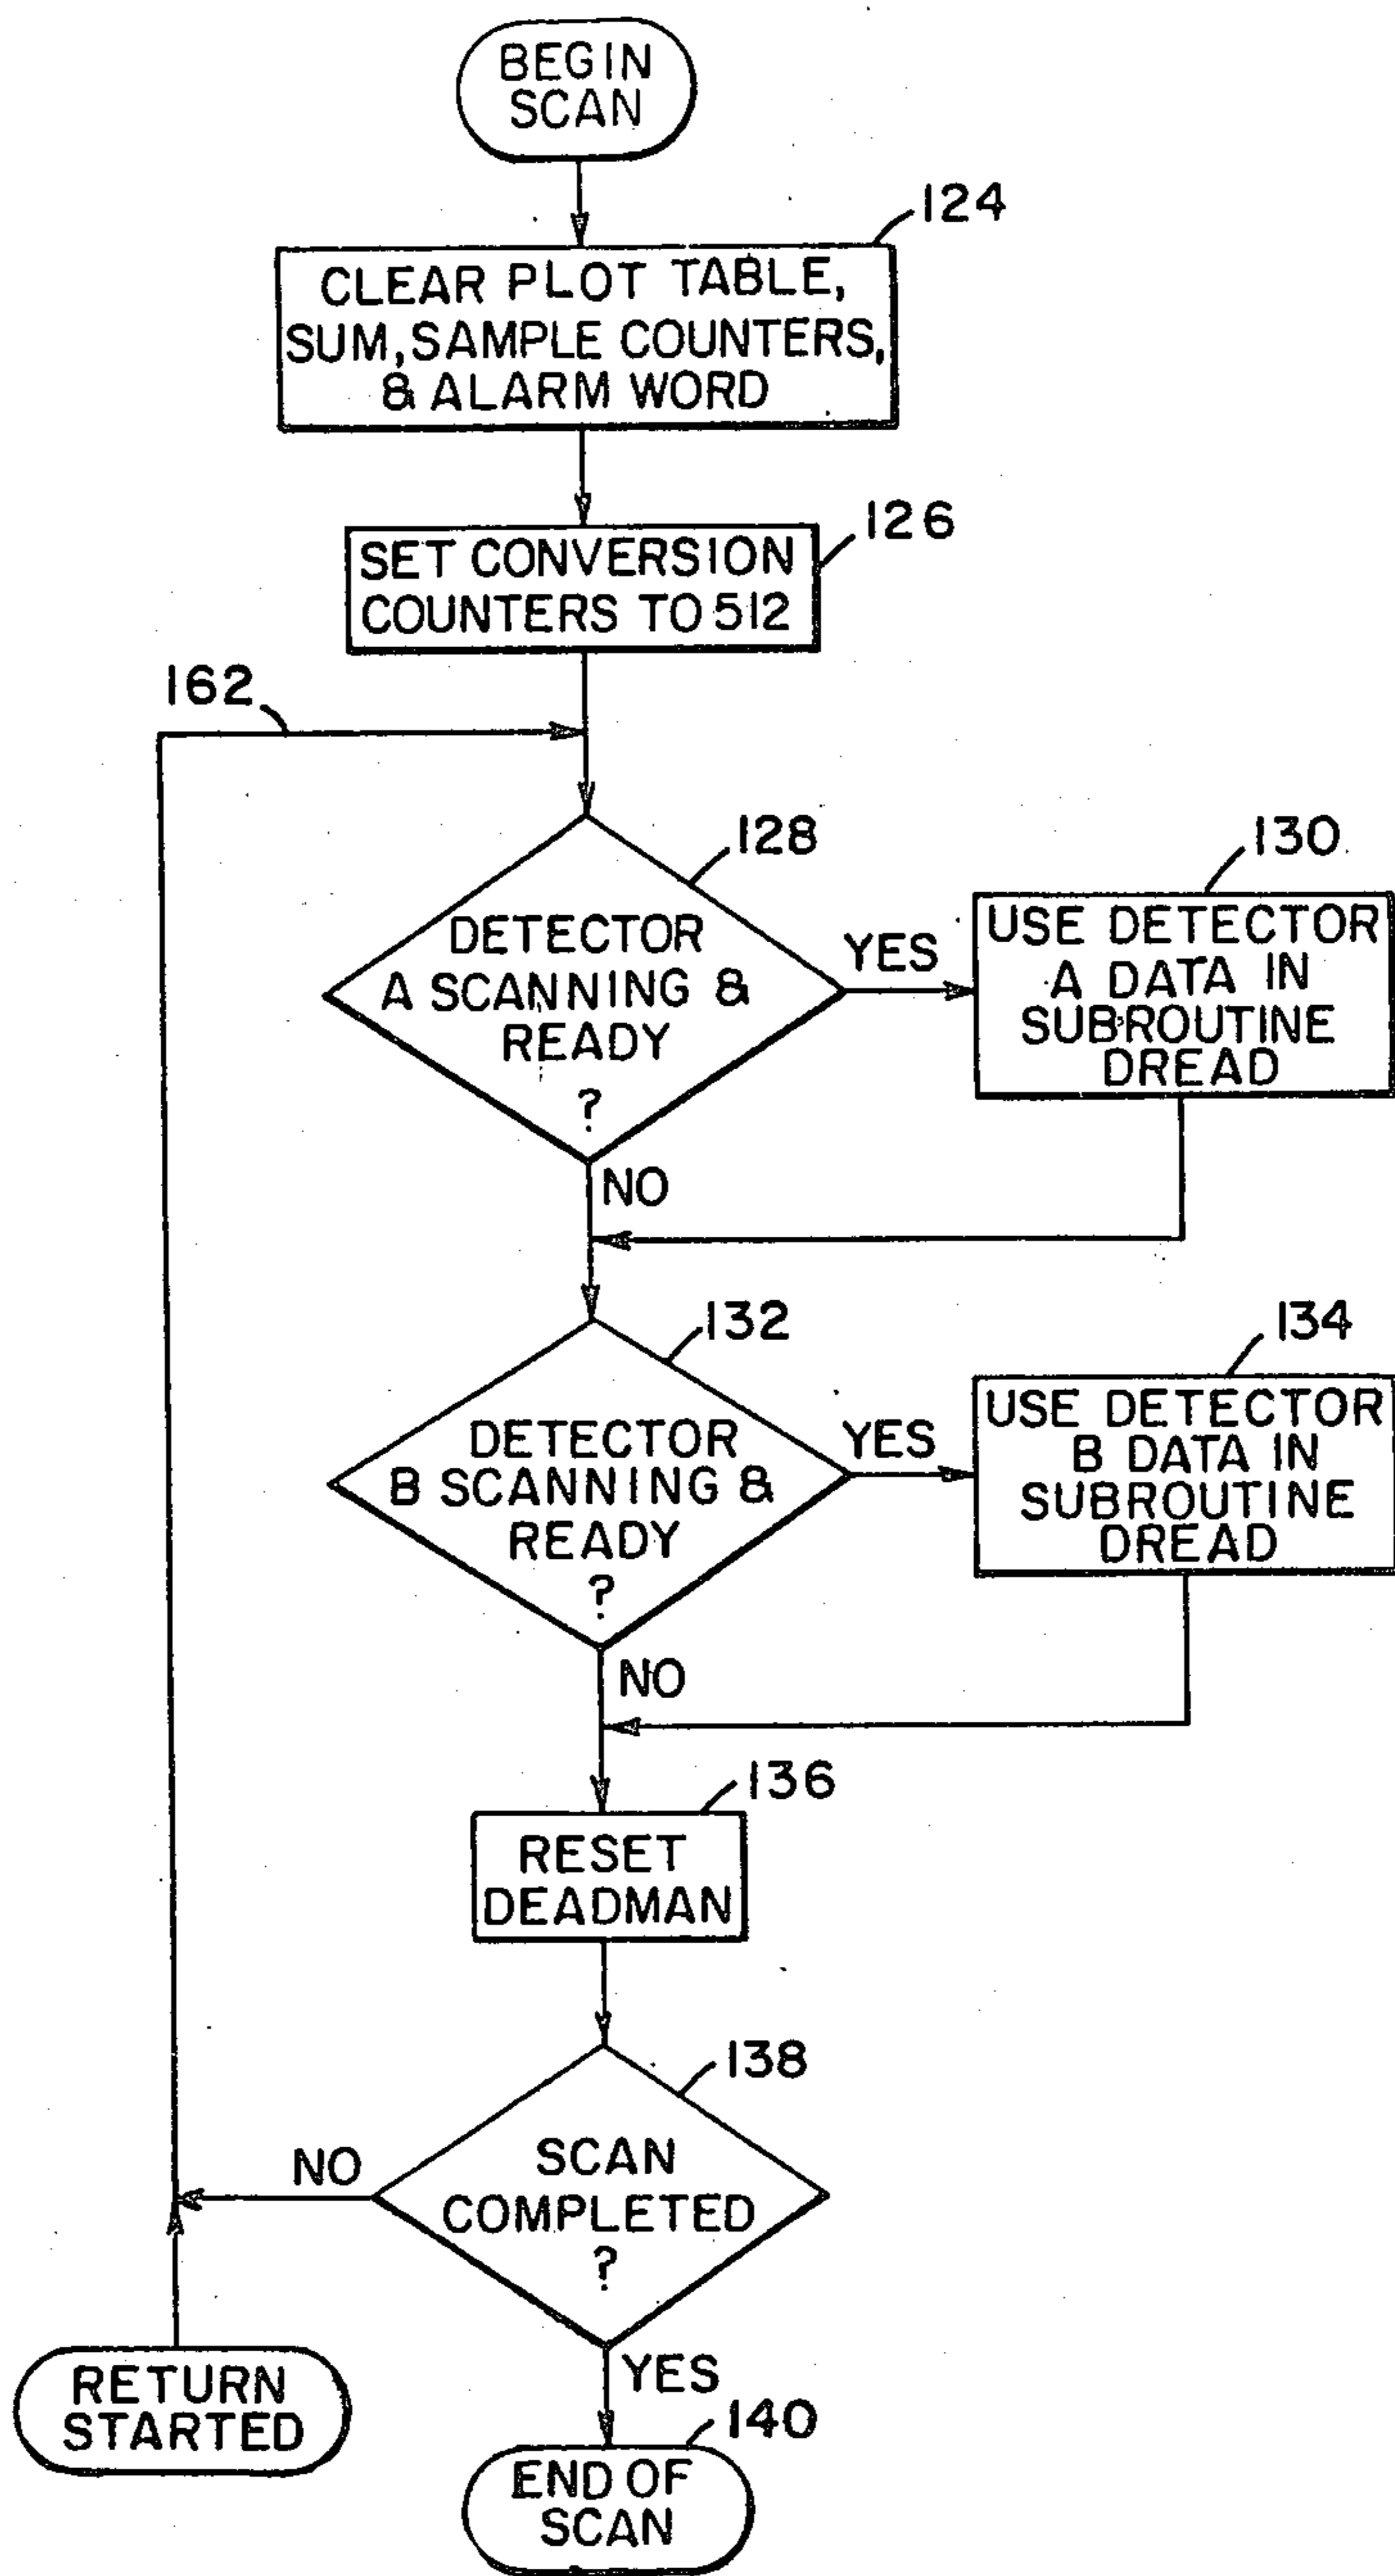 BEGIN
SCAN
124
CLEAR PLOT TABLE,
SUM, SAMPLE COUNTERS,
& ALARM WORD
126
SET CONVERSION
COUNTERS TO 512
162
128
DETECTOR
A SCANNING &
READY
?
YES
NO
130
USE DETECTOR
A DATA IN
SUBROUTINE
DREAD
132
DETECTOR
B SCANNING &
READY
?
YES
NO
134
USE DETECTOR
B DATA IN
SUBROUTINE
DREAD
136
RESET
DEADMAN
138
SCAN
COMPLETED
?
NO
YES
RETURN
STARTED
140
END OF
SCAN